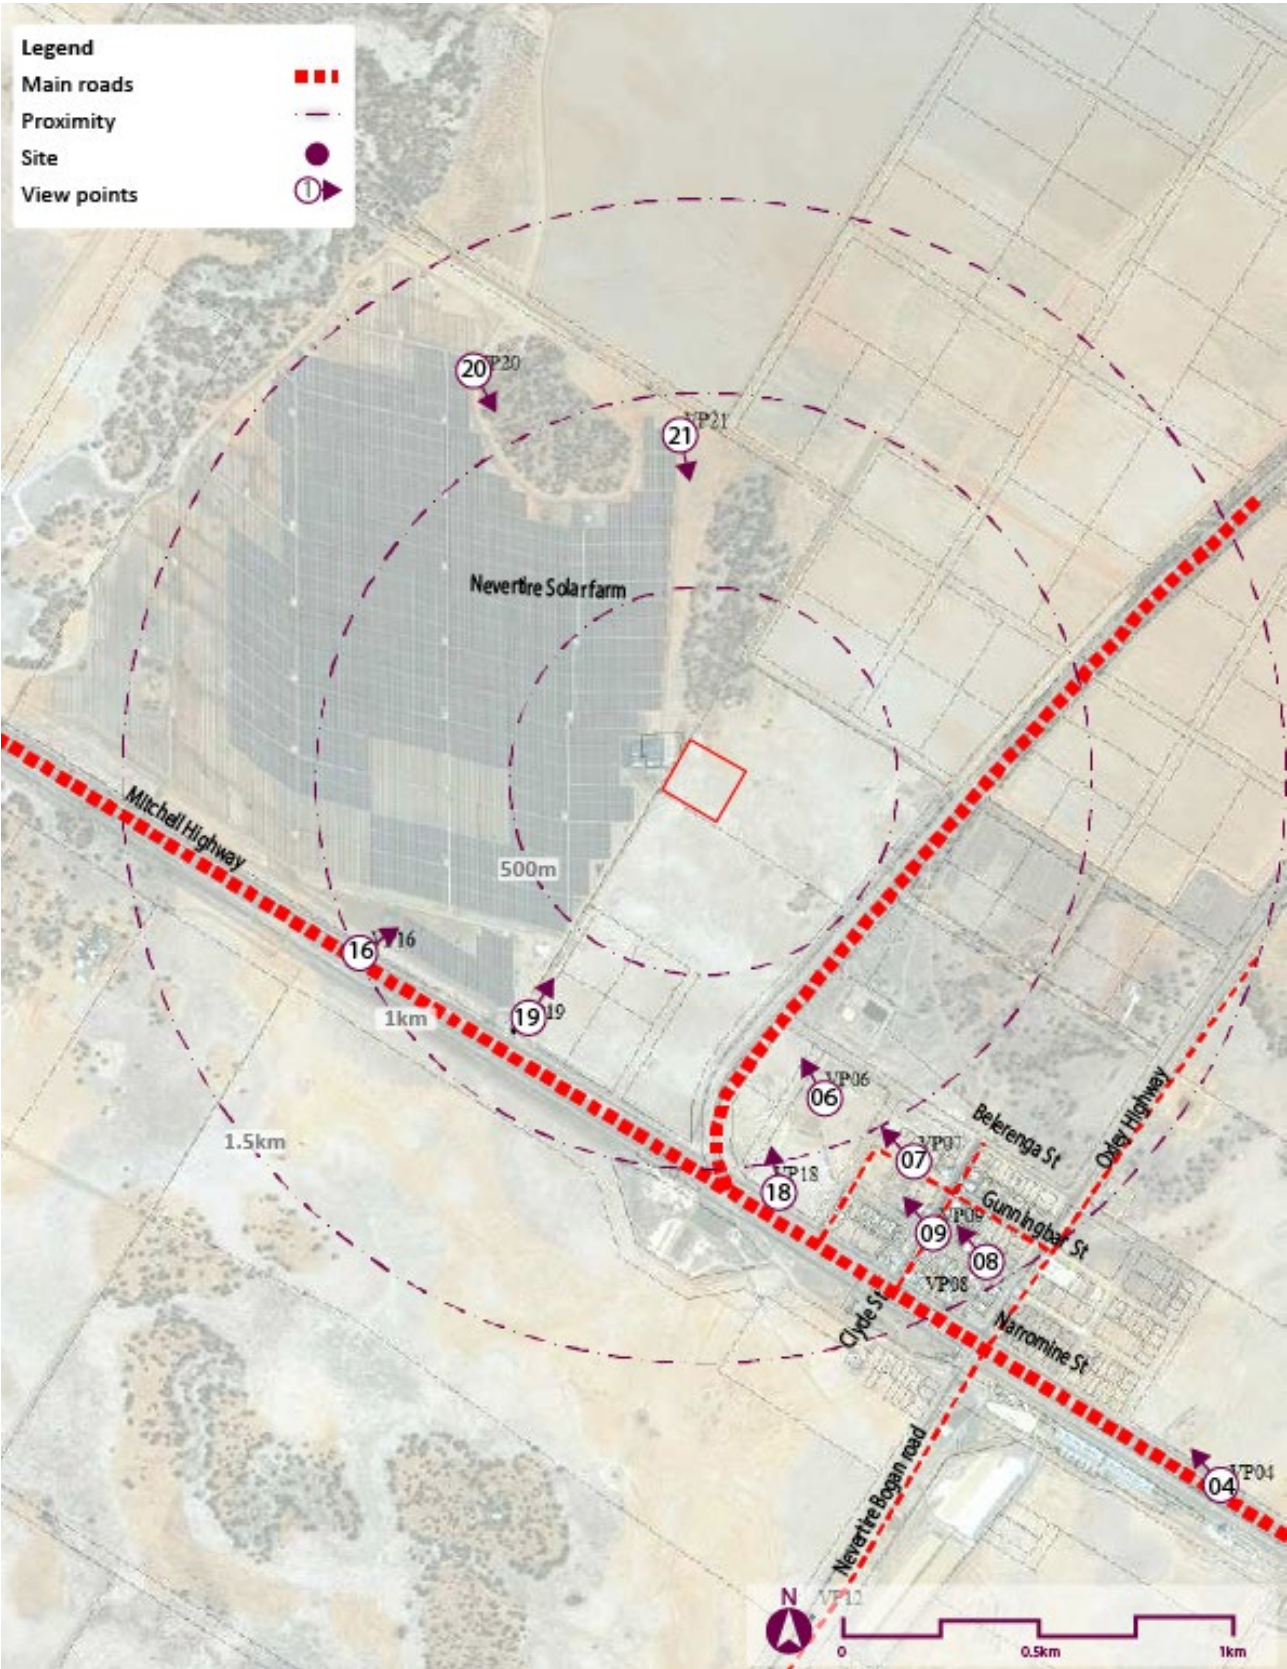 Legend
Main roads
Proximity
Site
View points
1
20
VP20
21
VP21
Nevertire Solar farm
Mitchell Highway
500m
16
VP16
1km
19
19
1.5km
VP06
06
Belerenga St
Oxley Highway
VP07
07
VP18
18
Gunningbar St
VP09
09
08
VP08
Clyde St
Narromine St
Nevertire Bogan road
VP04
04
N
VP12
0
0.5km
1km